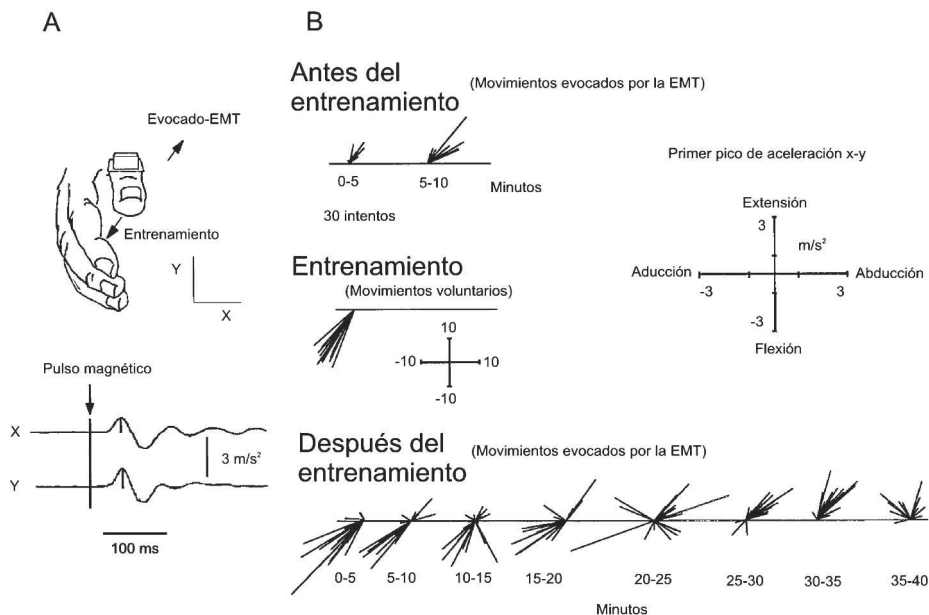 A
Evocado-EMT
Entrenamiento
Y
X
Pulso magnético
X
Y
3 m/s²
100 ms
B
Antes del
entrenamiento
(Movimientos evocados por la EMT)
0-5
5-10
Minutos
30 intentos
Entrenamiento
(Movimientos voluntarios)
10
-10
10
-10
Primer pico de aceleración x-y
Extensión
3
m/s²
Aducción
Abducción
-3
3
-3
Flexión
Después del
entrenamiento
(Movimientos evocados por la EMT)
0-5
5-10
10-15
15-20
20-25
25-30
30-35
35-40
Minutos